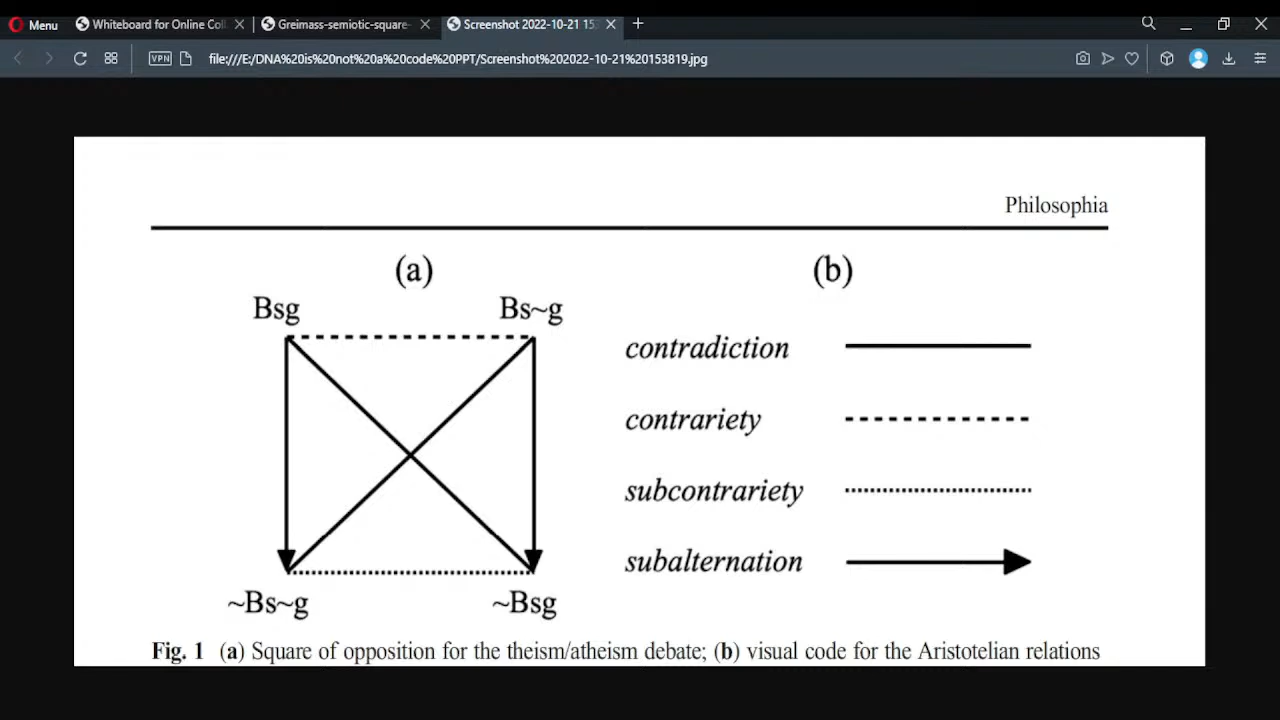 Menu
Whiteboard for Online Col
Greimass-semiotic-square-
Screenshot 2022-10-21 15
VPN
file:///E:/DNA%20is%20not%20a%20code%20PPT/Screenshot%202022-10-21%20153819.jpg
Philosophia
(a)
(b)
Bsg
Bs~g
contradiction
contrariety
subcontrariety
subalternation
~Bs~g
~Bsg
Fig. 1 (a) Square of opposition for the theism/atheism debate; (b) visual code for the Aristotelian relations